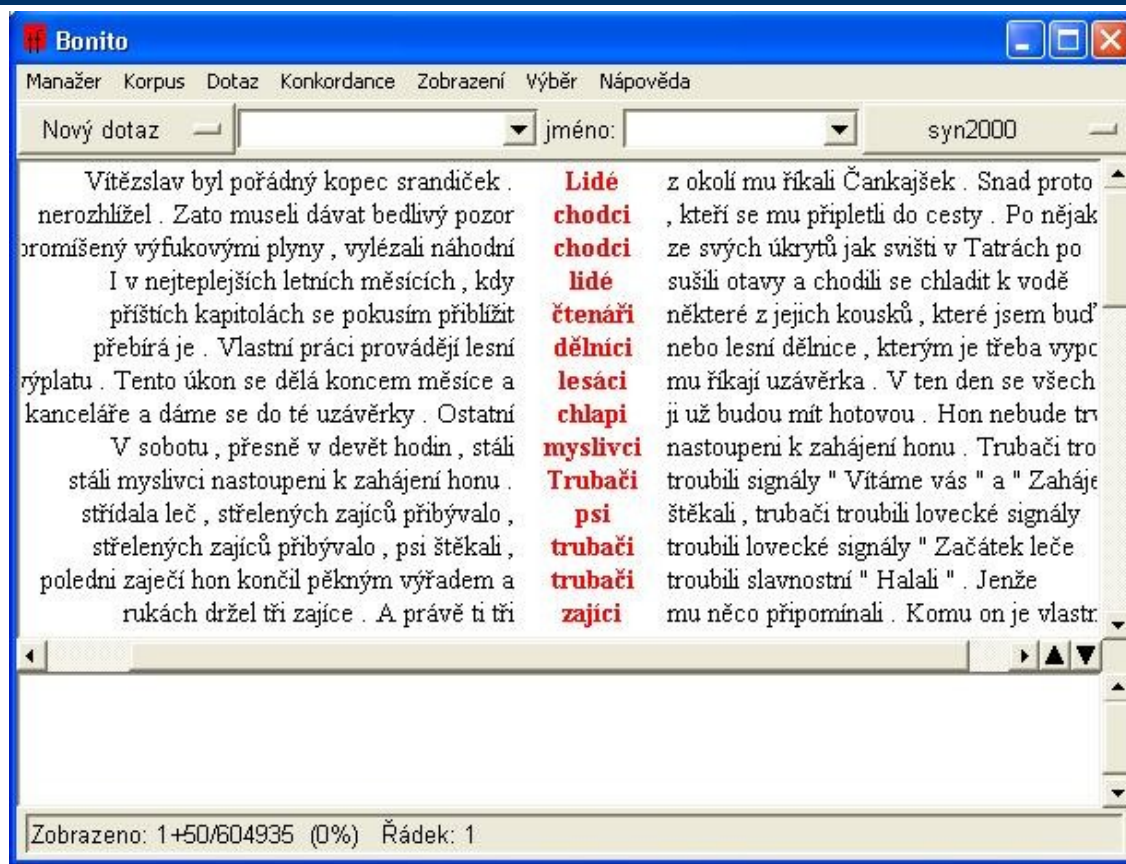 Bonito
Manažer Korpus Dotaz Konkordance Zobrazení Výběr Nápověda
Nový dotaz jméno: syn2000
Vítězslav byl pořádný kopec srandiček . Lidé z okolí mu říkali Čankajšek . Snad proto
nerozhlížel . Zato museli dávat bedlivý pozor chodci , kteří se mu připletli do cesty . Po nějak
promíšený výfukovými plyny , vylézali náhodní chodci ze svých úkrytů jak svišti v Tatrách po
I v nejteplejších letních měsících , kdy lidé sušili otavy a chodili se chladit k vodě
příštích kapitolách se pokusím přiblížit čtenáři některé z jejich kousků , které jsem buď
přebírá je . Vlastní práci provádějí lesní dělníci nebo lesní dělnice , kterým je třeba vypo
výplatu . Tento úkon se dělá koncem měsíce a lesáci mu říkají uzávěrka . V ten den se všech
kanceláře a dáme se do té uzávěrky . Ostatní chlapi ji už budou mít hotovou . Hon nebude trv
V sobotu , přesně v devět hodin , stáli myslivci nastoupeni k zahájení honu . Trubači tro
stáli myslivci nastoupeni k zahájení honu . Trubači troubili signály " Vítáme vás " a " Zaháje
střídala leč , střelených zajíců přibývalo , psi štěkali , trubači troubili lovecké signály
střelených zajíců přibývalo , psi štěkali , trubači troubili lovecké signály " Začátek leče
poledni zaječí hon končil pěkným výřadem a trubači troubili slavnostní " Halali " . Jenže
rukách držel tři zajíce . A právě ti tři zajíci mu něco připomínali . Komu on je vlastr
Zobrazeno: 1+50/604935 (0%) Řádek: 1